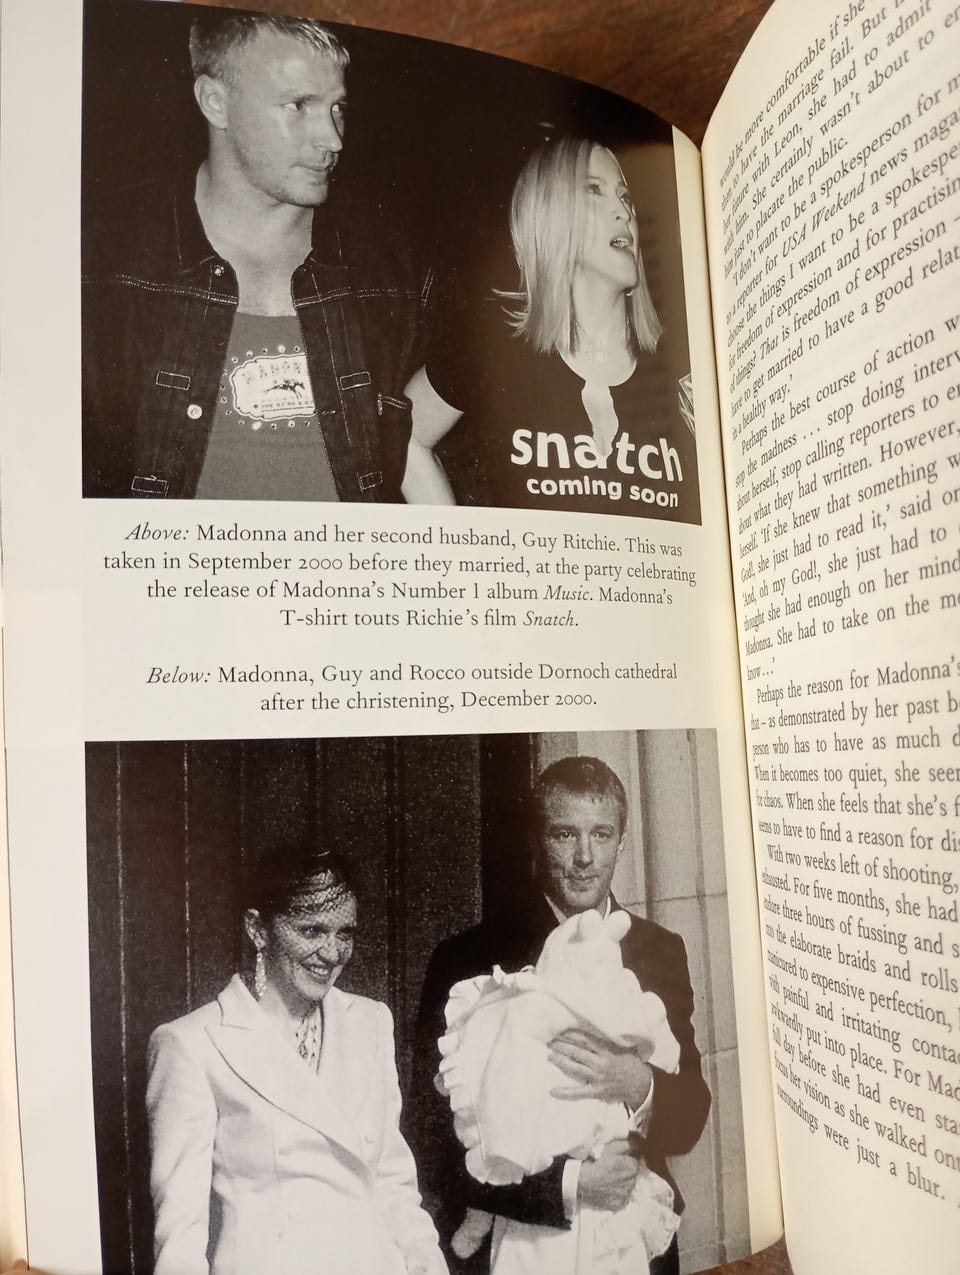 MUSIC
snatch
coming soon
Above: Madonna and her second husband, Guy Ritchie. This was
taken in September 2000 before they married, at the party celebrating
the release of Madonna's Number 1 album Music. Madonna's
T-shirt touts Richie's film Snatch.
Below: Madonna, Guy and Rocco outside Dornoch cathedral
after the christening, December 2000.
would be more comfortable if she
to have the marriage fail. But
her future with Leon, she had to admit
with him. She certainly wasn't about to
him just to placate the public.
'I don't want to be a spokesperson for
to a reporter for USA Weekend news
choose the things I want to be a
for freedom of expression and for
of things? That is freedom of expression –
have to get married to have a good
in a healthy way.'
Perhaps the best course of action
stop the madness ... stop doing
about herself, stop calling reporters to
about what they had written. However,
herself. 'If she knew that something
God!, she just had to read it,' said
'And, oh my God!, she just had to
thought she had enough on her mind
Madonna. She had to take on the
know...'
Perhaps the reason for Madonna's
that – as demonstrated by her past
person who has to have as much
When it becomes too quiet, she
for chaos. When she feels that she's
seems to have to find a reason for
With two weeks left of shooting,
exhausted. For five months, she had
endure three hours of fussing and
into the elaborate braids and rolls
manicured to expensive perfection,
with painful and irritating
awkwardly put into place. For
full day before she had even
focus her vision as she walked
surroundings were just a blur.